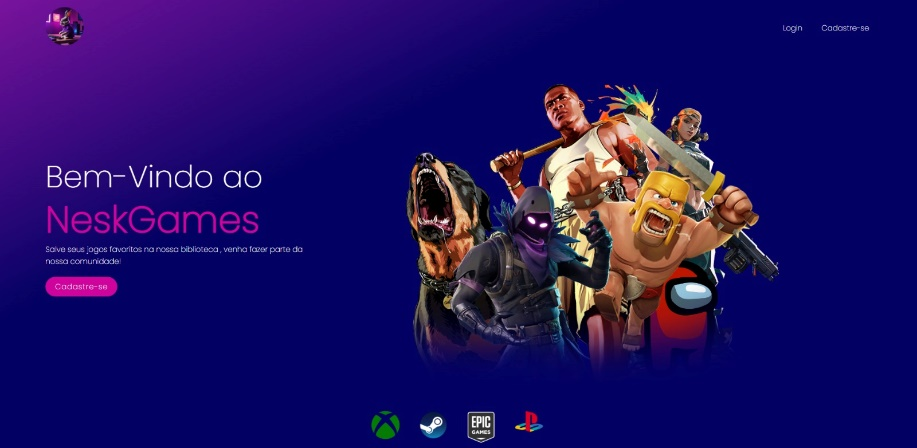 Login
Cadastre-se
Bem-Vindo ao
NeskGames
Salve seus jogos favoritos na nossa biblioteca , venha fazer parte da
nossa comunidade!
Cadastre-se
EPIC
GAMES